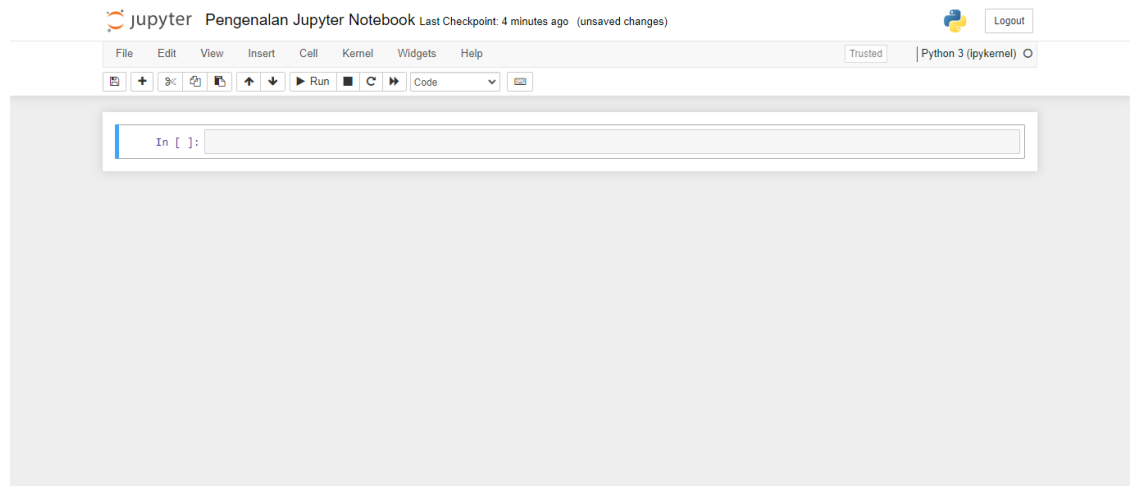 jupyter Pengenalan Jupyter Notebook Last Checkpoint: 4 minutes ago (unsaved changes) Logout
File Edit View Insert Cell Kernel Widgets Help Trusted Python 3 (ipykernel)
Run Code
In [ ]: